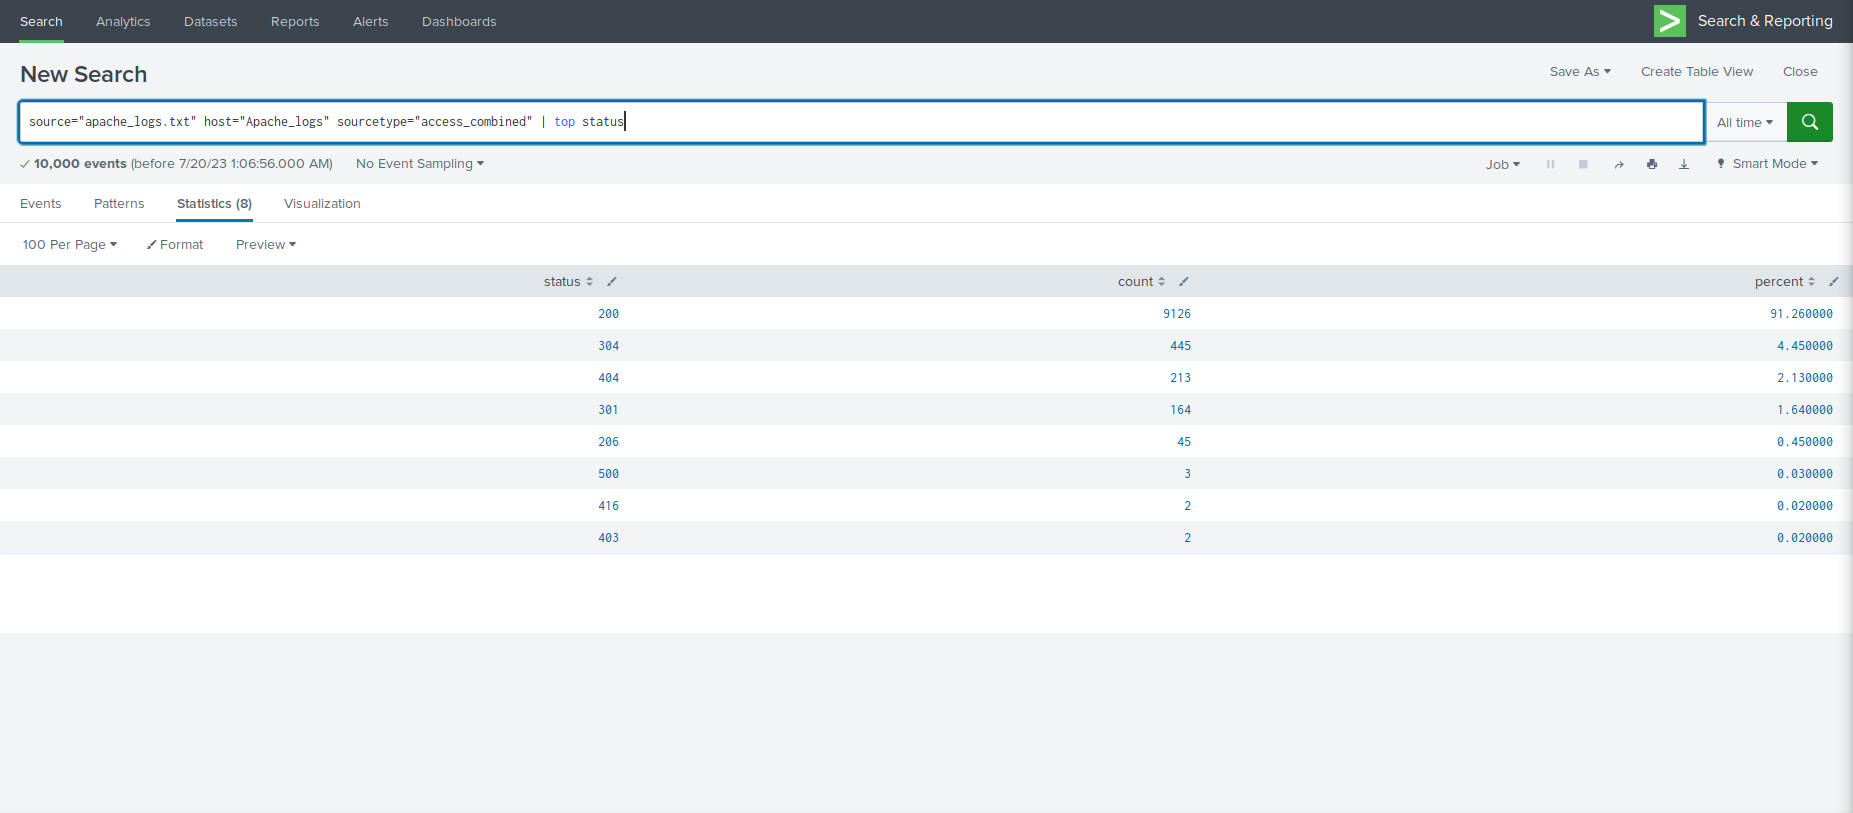 Search Analytics Datasets Reports Alerts Dashboards Search & Reporting
New Search Save As Create Table View Close
source="apache_logs.txt" host="Apache_logs" sourcetype="access_combined" | top status All time
10,000 events (before 7/20/23 1:06:56.000 AM) No Event Sampling Job Smart Mode
Events Patterns Statistics (8) Visualization
100 Per Page Format Preview
status count percent
200 9126 91.260000
304 445 4.450000
404 213 2.130000
301 164 1.640000
206 45 0.450000
500 3 0.030000
416 2 0.020000
403 2 0.020000